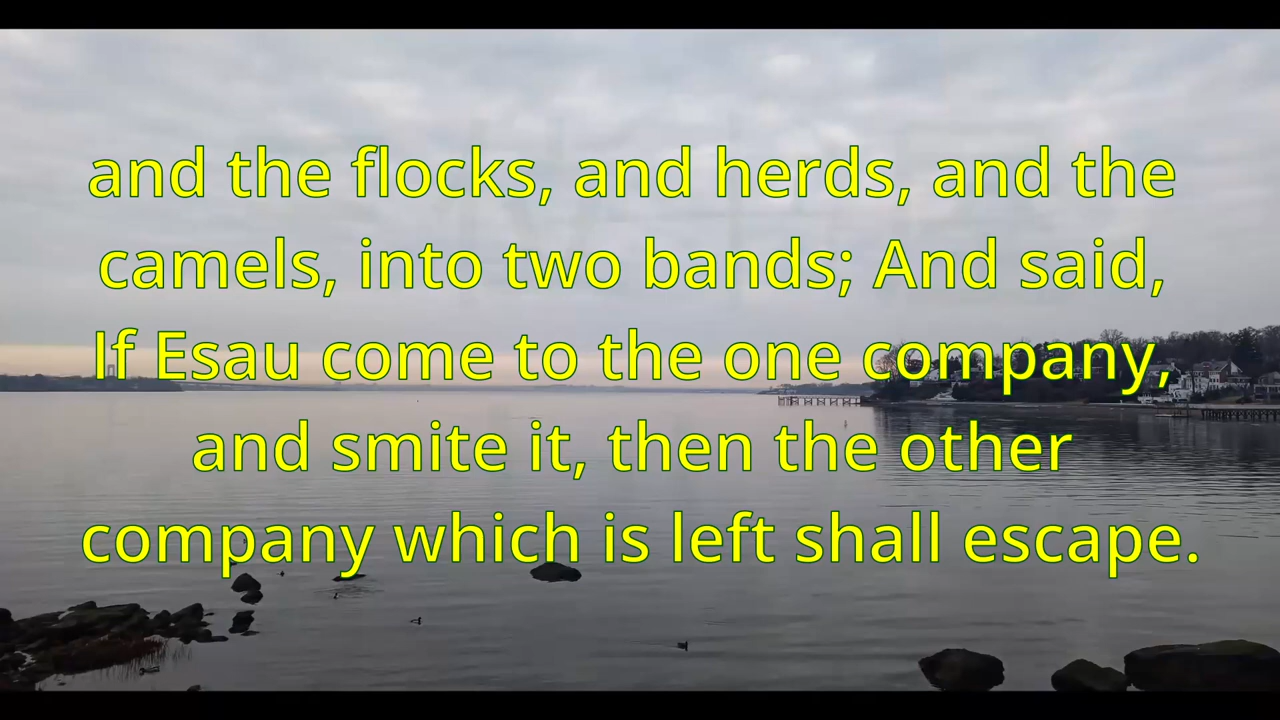 and the flocks, and herds, and the
camels, into two bands; And said,
If Esau come to the one company,
and smite it, then the other
company which is left shall escape.